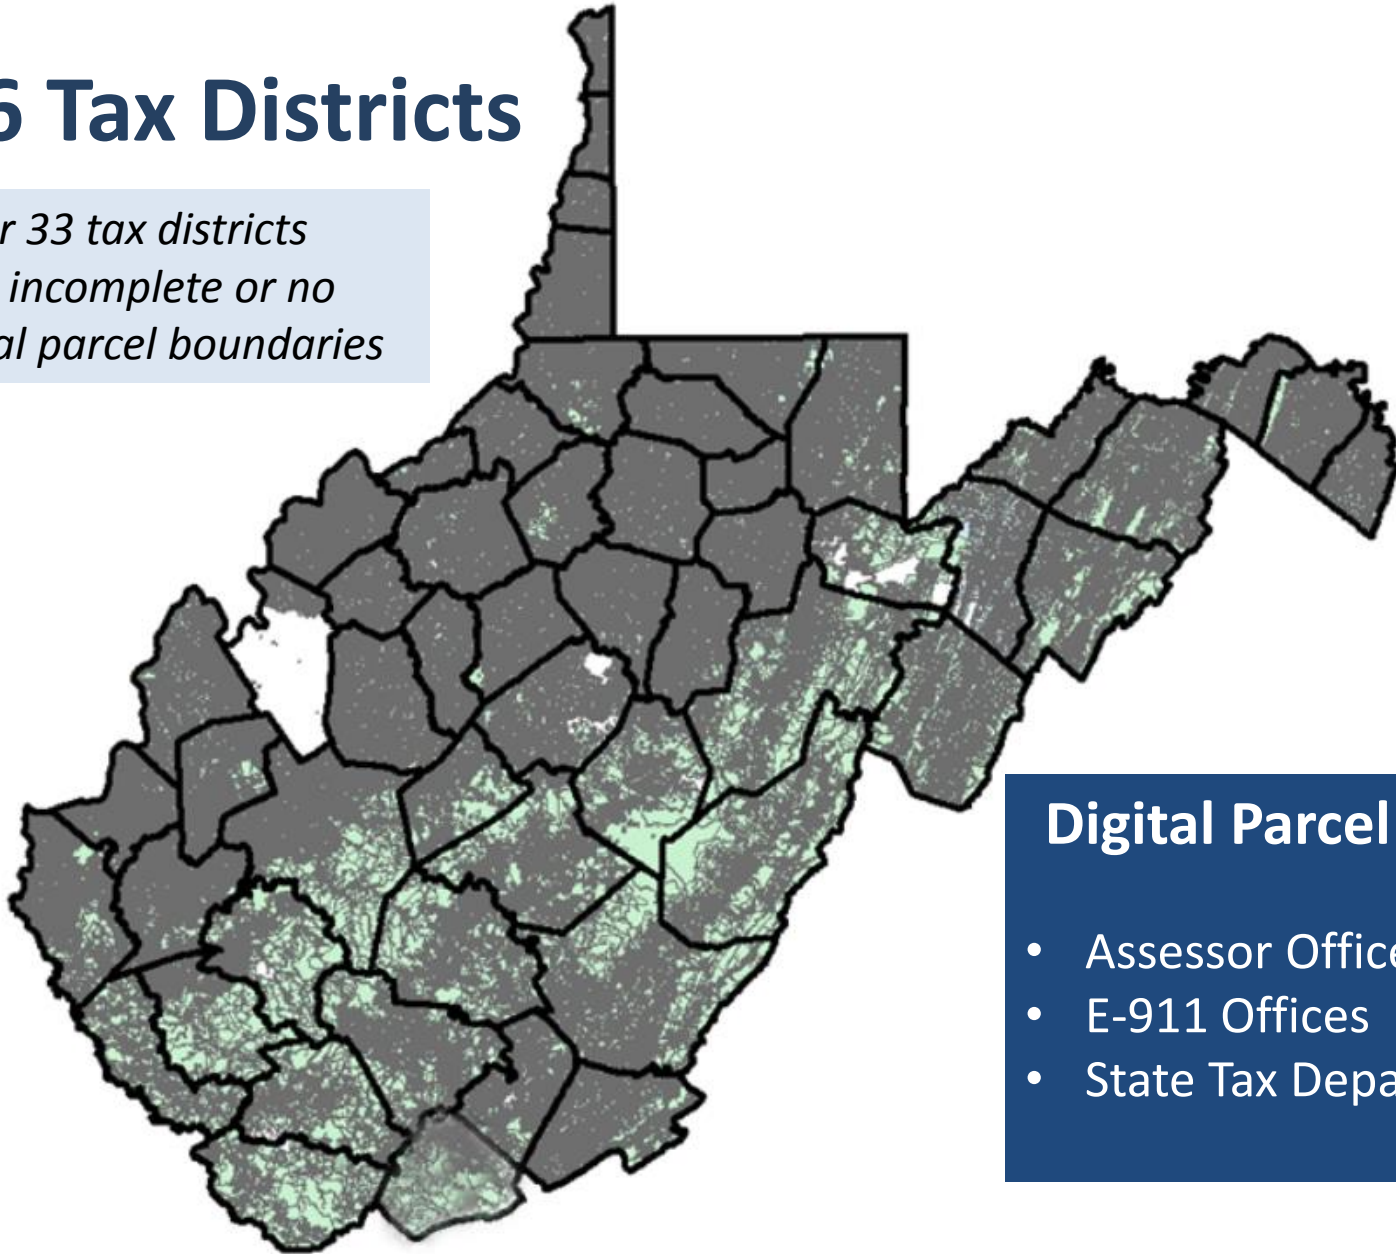 6 Tax Districts
r 33 tax districts
incomplete or no
al parcel boundaries
Digital Parcel
• Assessor Office
• E-911 Offices
• State Tax Depa